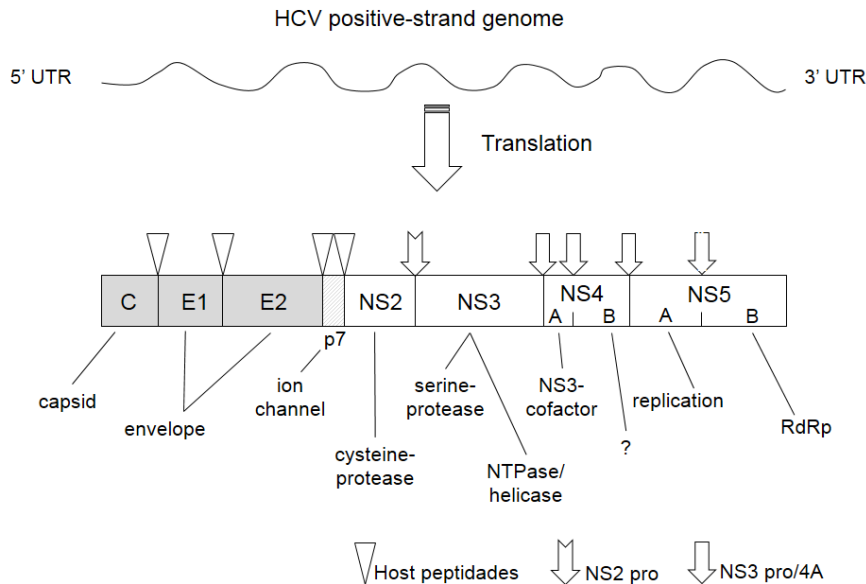 HCV positive-strand genome
5' UTR
3' UTR
Translation
C
E1
E2
NS2
NS3
NS4
NS5
A
B
A
B
p7
capsid
envelope
ion
channel
cysteine-
protease
serine-
protease
NTPase/
helicase
NS3-
cofactor
?
replication
RdRp
Host peptidades
NS2 pro
NS3 pro/4A